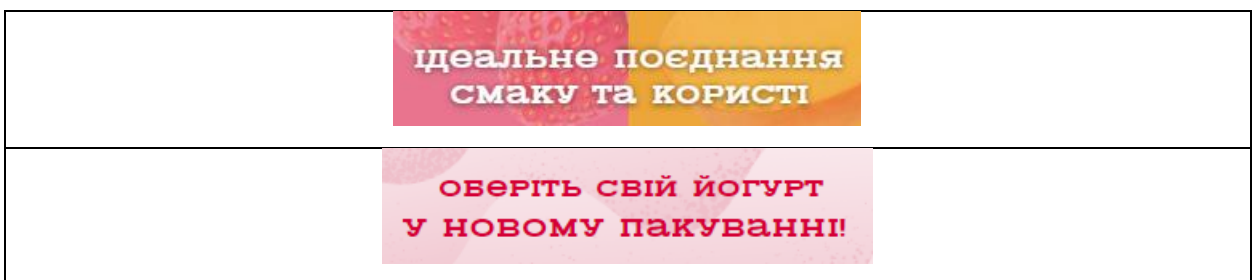 ідеальне поєднання
смаку та користі
оберіть свій йогурт
у новому пакуванні!